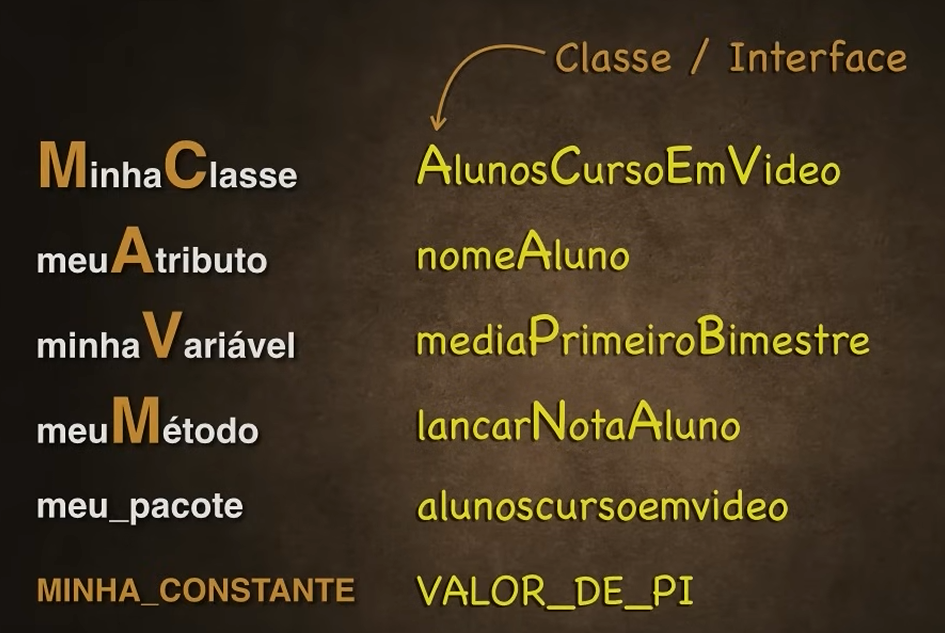 Classe / Interface
MinhaClasse AlunosCursoEmVideo
meuAtributo nomeAluno
minhaVariável mediaPrimeiroBimestre
meuMétodo lancarNotaAluno
meu_pacote alunoscursoemvideo
MINHA_CONSTANTE VALOR_DE_PI